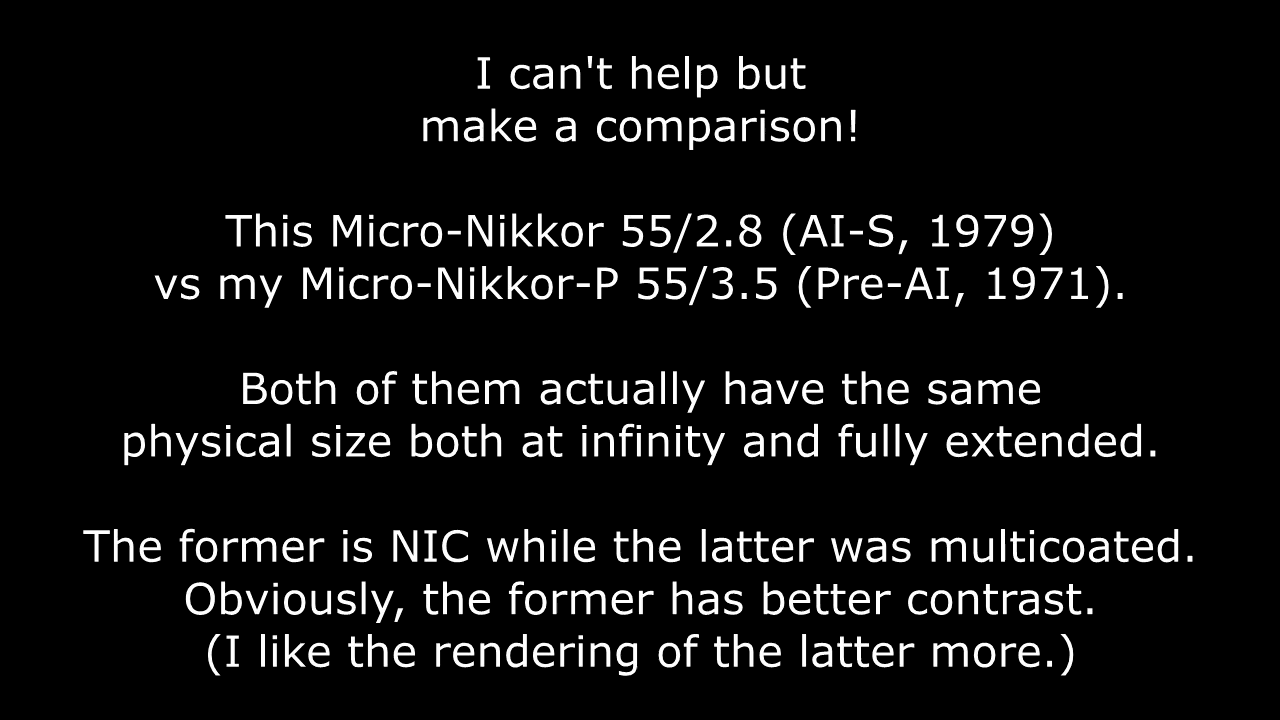 I can't help but
make a comparison!
This Micro-Nikkor 55/2.8 (AI-S, 1979)
vs my Micro-Nikkor-P 55/3.5 (Pre-AI, 1971).
Both of them actually have the same
physical size both at infinity and fully extended.
The former is NIC while the latter was multicoated.
Obviously, the former has better contrast.
(I like the rendering of the latter more.)